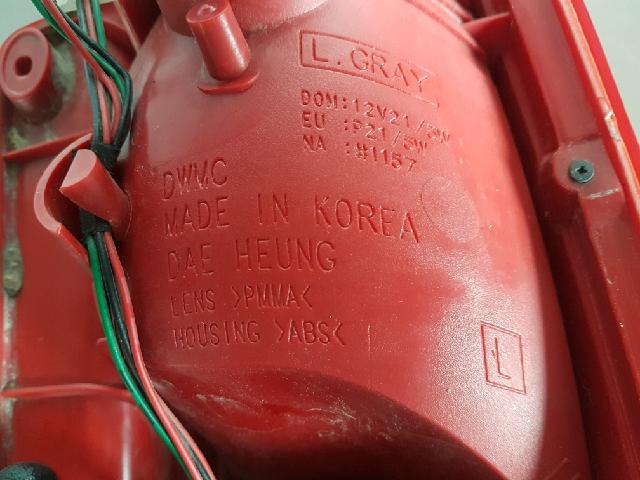 L. GRAY
DOM:12V21/5W
EU :P21/5W
NA :#1157
DWMC
MADE IN KOREA
DAE HEUNG
LENS >PMMA<
HOUSING >ABS<
L